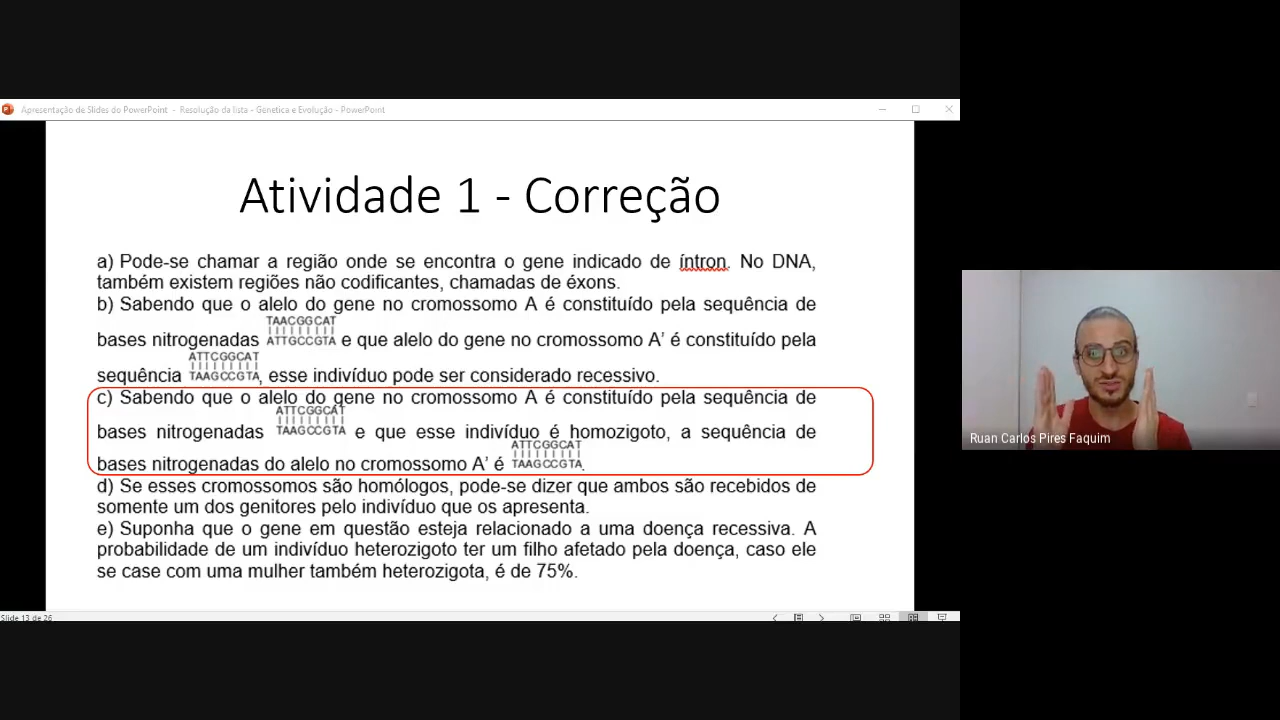 Apresentação de Slides do PowerPoint - Resolução da lista - Genetica e Evolução - PowerPoint
Atividade 1 - Correção
a) Pode-se chamar a região onde se encontra o gene indicado de íntron. No DNA,
também existem regiões não codificantes, chamadas de éxons.
b) Sabendo que o alelo do gene no cromossomo A é constituído pela sequência de
TAACGGCAT
bases nitrogenadas ATTGCCGTA e que alelo do gene no cromossomo A' é constituído pela
ATTCGGCAT
sequência TAAGCCGTA, esse indivíduo pode ser considerado recessivo.
c) Sabendo que o alelo do gene no cromossomo A é constituído pela sequência de
ATTCGGCAT
bases nitrogenadas TAAGCCGTA e que esse indivíduo é homozigoto, a sequência de
ATTCGGCAT
bases nitrogenadas do alelo no cromossomo A' é TAAGCCGTA.
d) Se esses cromossomos são homólogos, pode-se dizer que ambos são recebidos de
somente um dos genitores pelo indivíduo que os apresenta.
e) Suponha que o gene em questão esteja relacionado a uma doença recessiva. A
probabilidade de um indivíduo heterozigoto ter um filho afetado pela doença, caso ele
se case com uma mulher também heterozigota, é de 75%.
Slide 13 de 26
Ruan Carlos Pires Faquim